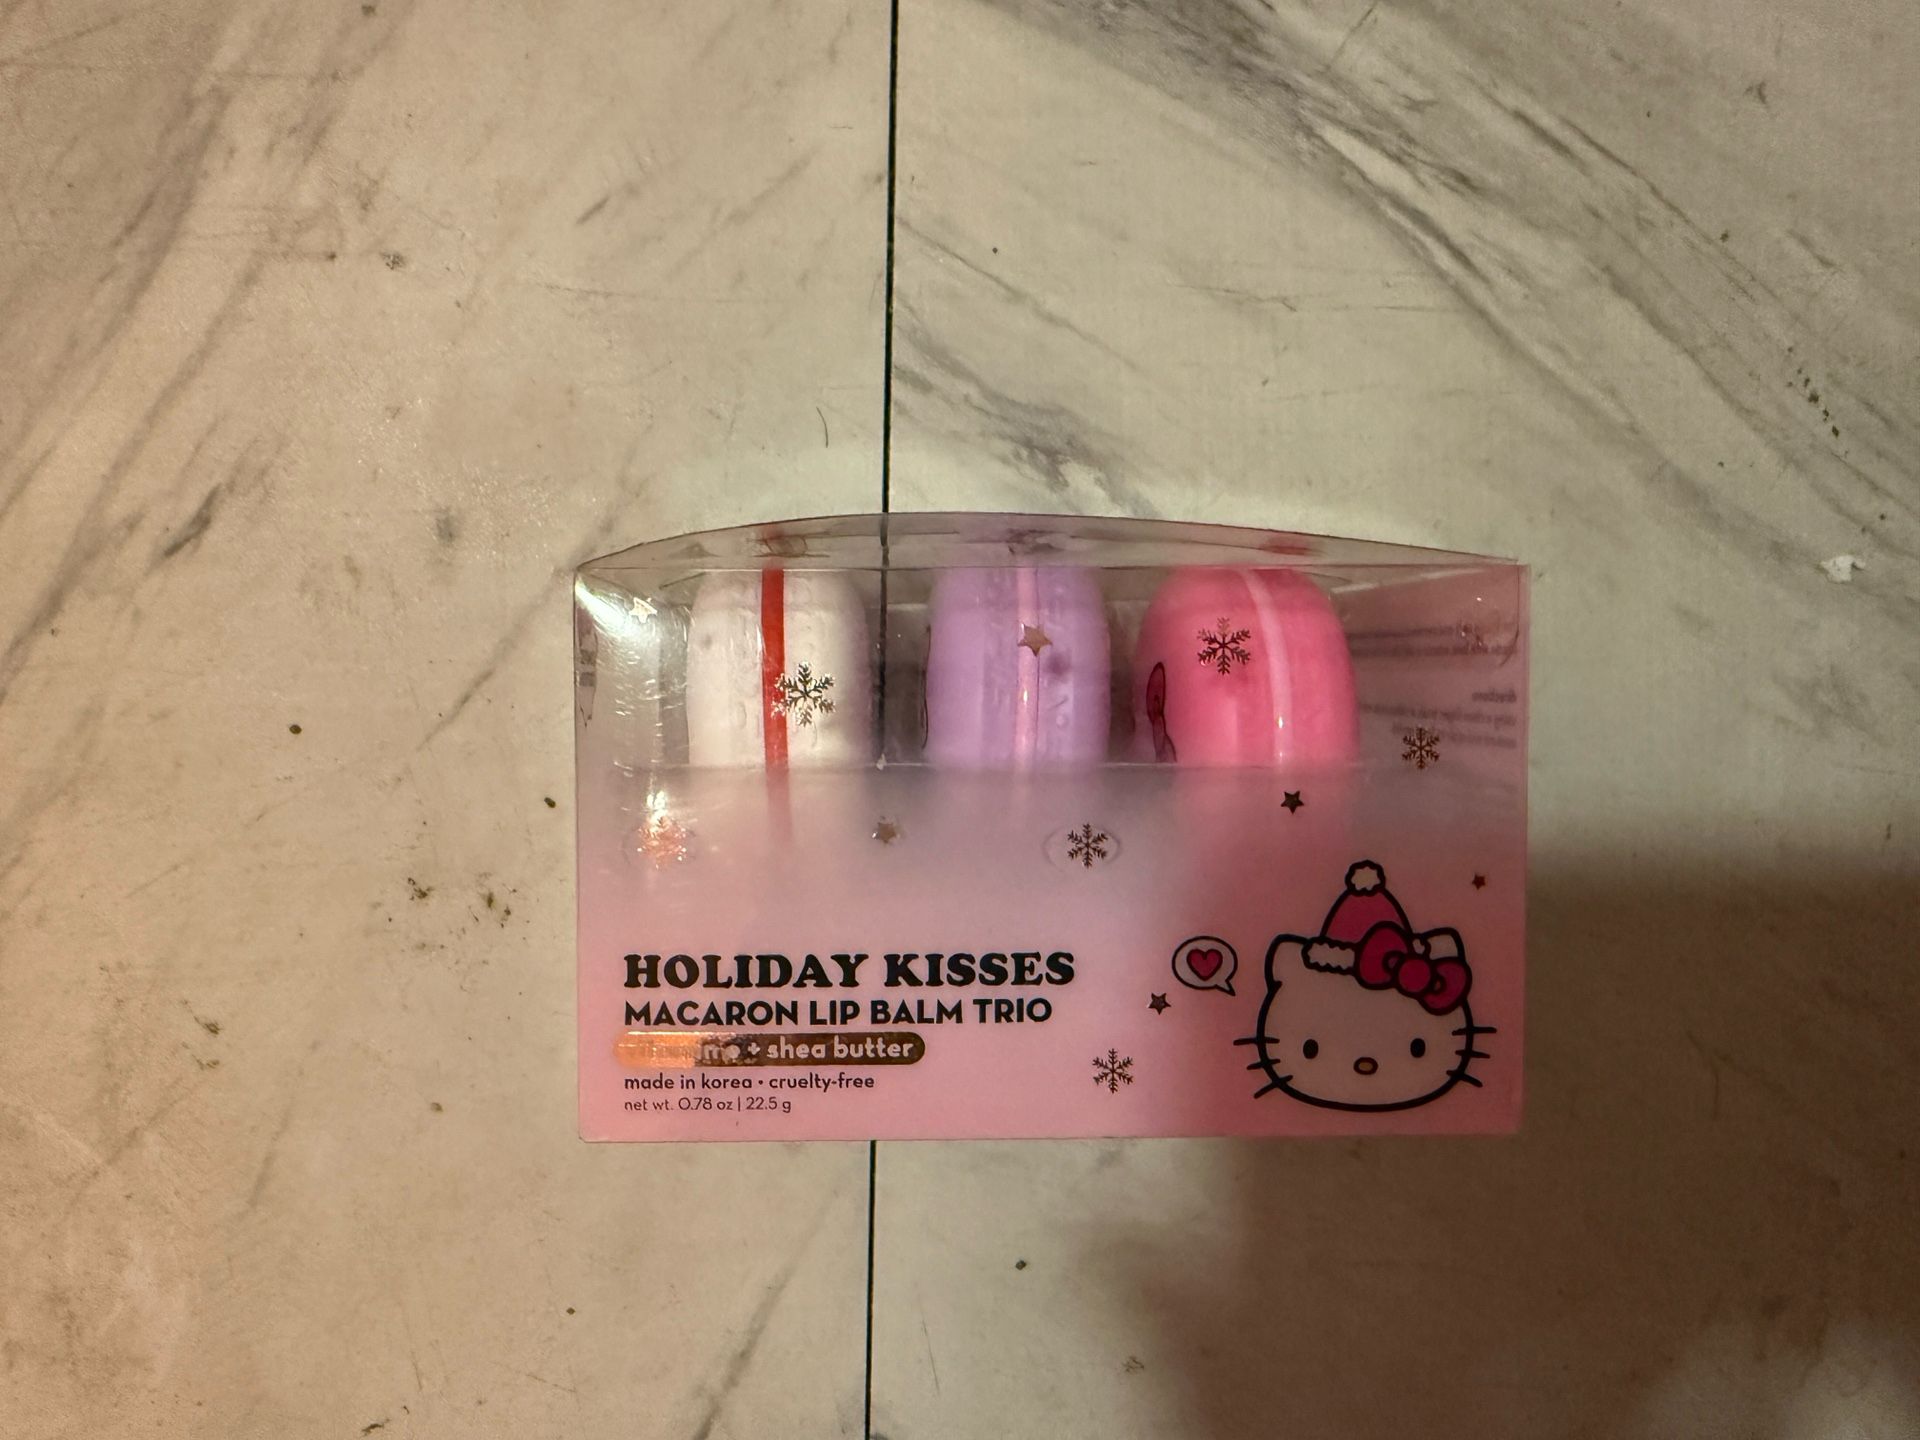 HOLIDAY KISSES
MACARON LIP BALM TRIO
+ shea butter
made in korea • cruelty-free
net wt. 0.78 oz | 22.5 g